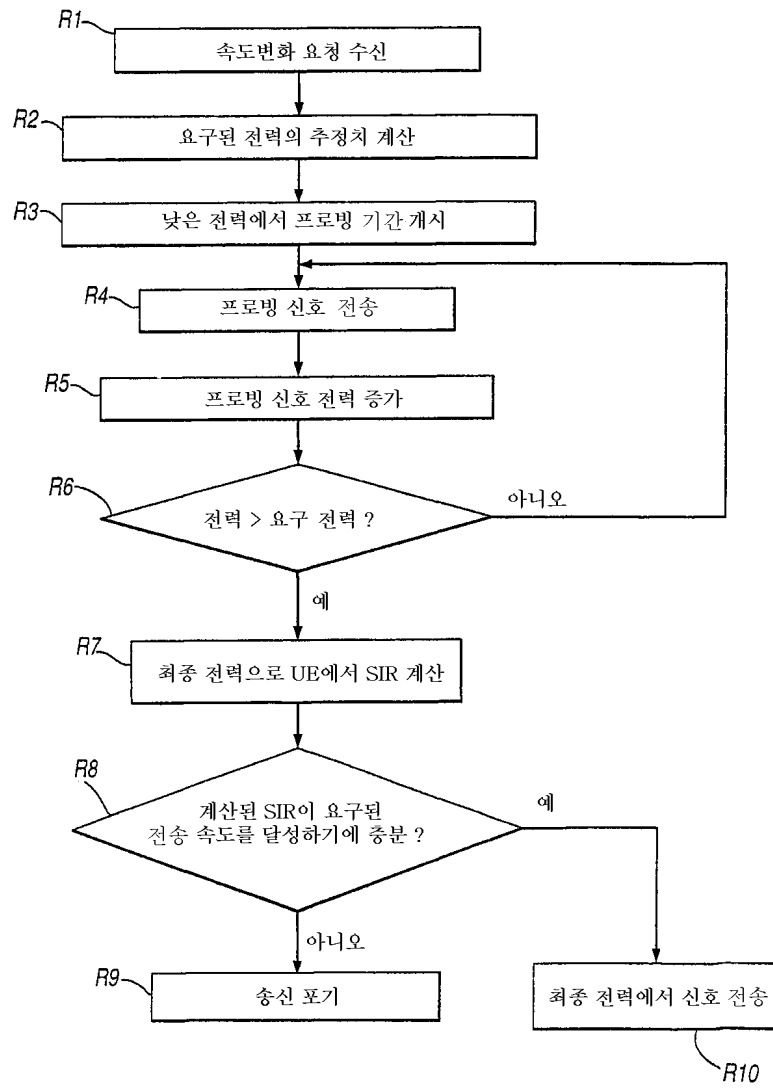 R1
속도변화 요청 수신
R2
요구된 전력의 추정치 계산
R3
낮은 전력에서 프로빙 기간 개시
R4
프로빙 신호 전송
R5
프로빙 신호 전력 증가
R6
전력 > 요구 전력 ?
아니오
예
R7
최종 전력으로 UE에서 SIR 계산
R8
계산된 SIR이 요구된
전송 속도를 달성하기에 충분 ?
예
아니오
R9
송신 포기
최종 전력에서 신호 전송
R10